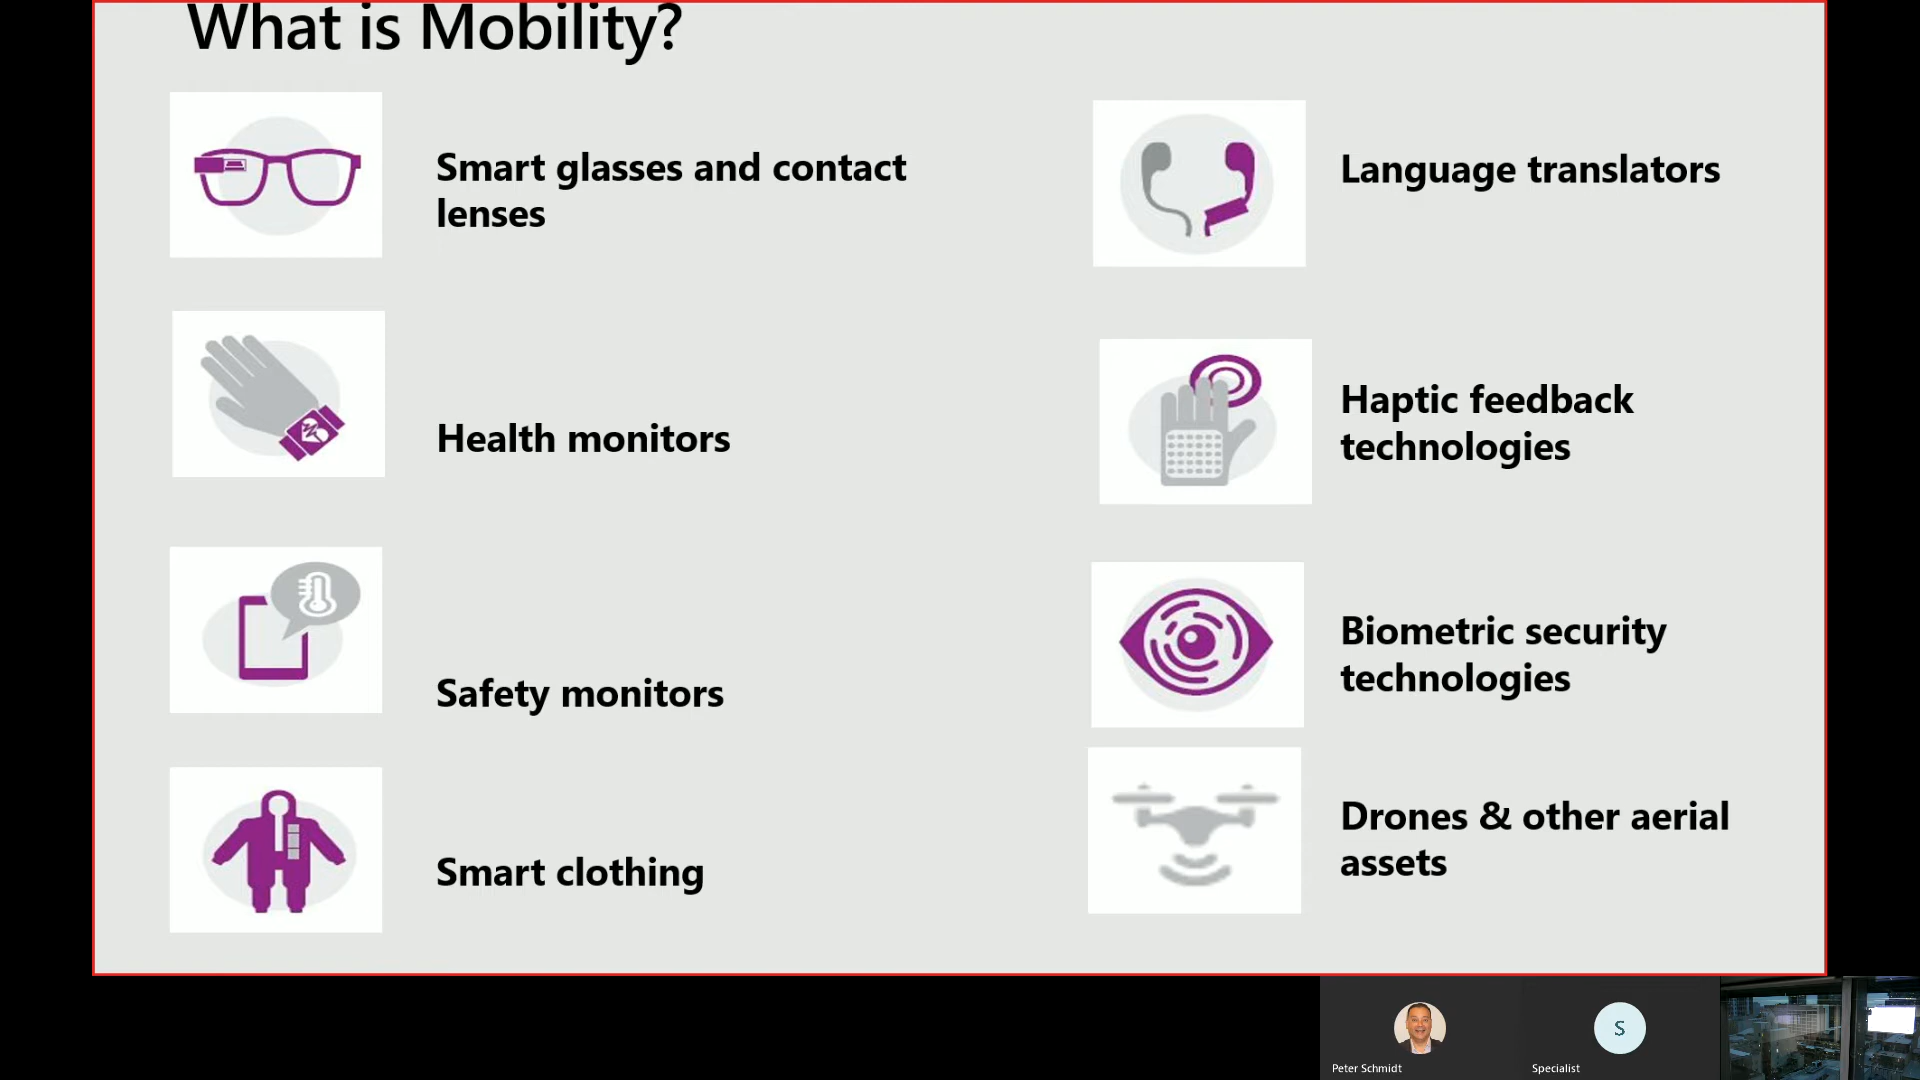 What is Mobility?
Smart glasses and contact
lenses
Health monitors
Safety monitors
Smart clothing
Language translators
Haptic feedback
technologies
Biometric security
technologies
Drones & other aerial
assets
Peter Schmidt
S
Specialist